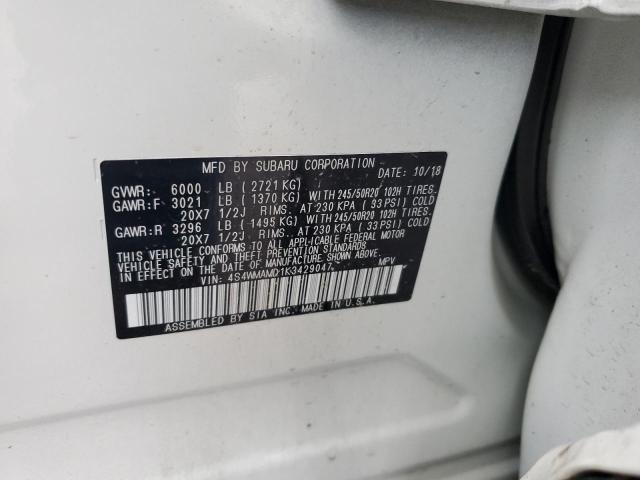 MFD BY SUBARU CORPORATION DATE: 10/18
GVWR: 6000 LB ( 2721 KG)
GAWR:F 3021 LB ( 1370 KG) WITH 245/50R20 102H TIRES.
20X7 1/2J RIMS. AT 230 KPA ( 33 PSI) COLD
GAWR:R 3296 LB ( 1495 KG) WITH 245/50R20 102H TIRES.
20X7 1/2J RIMS. AT 230 KPA ( 33 PSI) COLD
THIS VEHICLE CONFORMS TO ALL APPLICABLE FEDERAL MOTOR
VEHICLE SAFETY AND THEFT PREVENTION STANDARDS IN EFFECT ON THE
DATE OF MANUFACTURE SHOWN ABOVE.
VIN: 4S4WMAMD1K3429047 MPV
ASSEMBLED BY SIA INC. MADE IN U.S.A.